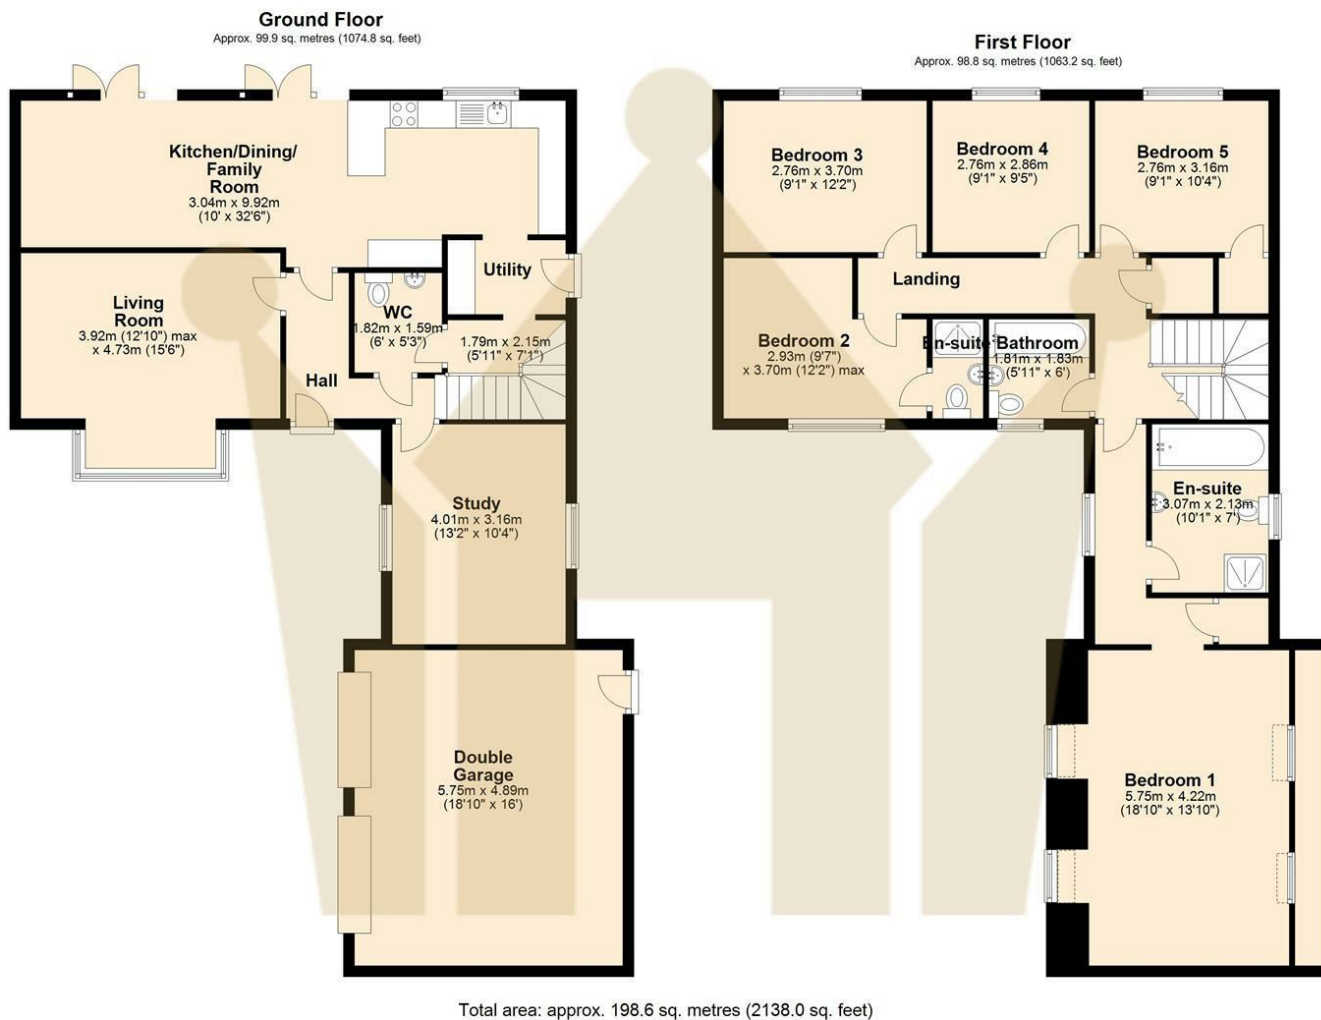 Ground Floor
Approx. 99.9 sq. metres (1074.8 sq. feet)
Kitchen/Dining/
Family
Room
3.04m x 9.92m
(10' x 32'6")
Living
Room
3.92m (12'10") max
x 4.73m (15'6")
Hall
WC
1.82m x 1.59m
(6' x 5'3")
Utility
1.79m x 2.15m
(5'11" x 7'1")
Study
4.01m x 3.16m
(13'2" x 10'4")
Double
Garage
5.75m x 4.89m
(18'10" x 16')
First Floor
Approx. 98.8 sq. metres (1063.2 sq. feet)
Bedroom 3
2.76m x 3.70m
(9'1" x 12'2")
Bedroom 4
2.76m x 2.86m
(9'1" x 9'5")
Bedroom 5
2.76m x 3.16m
(9'1" x 10'4")
Landing
Bedroom 2
2.93m (9'7")
x 3.70m (12'2") max
En-suite
Bathroom
1.81m x 1.83m
(5'11" x 6')
En-suite
3.07m x 2.13m
(10'1" x 7')
Bedroom 1
5.75m x 4.22m
(18'10" x 13'10")
Total area: approx. 198.6 sq. metres (2138.0 sq. feet)